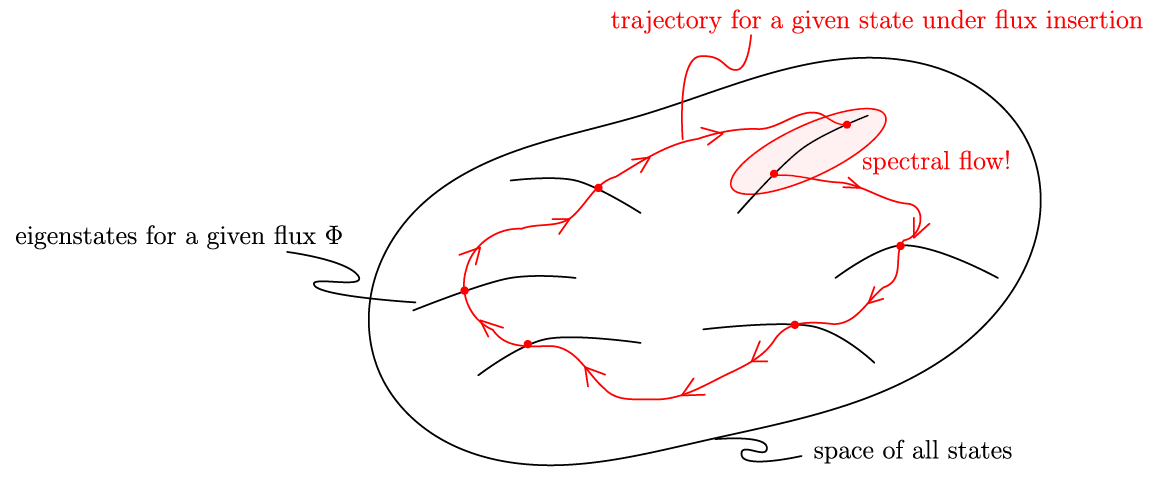 trajectory for a given state under flux insertion
spectral flow!
eigenstates for a given flux Φ
space of all states